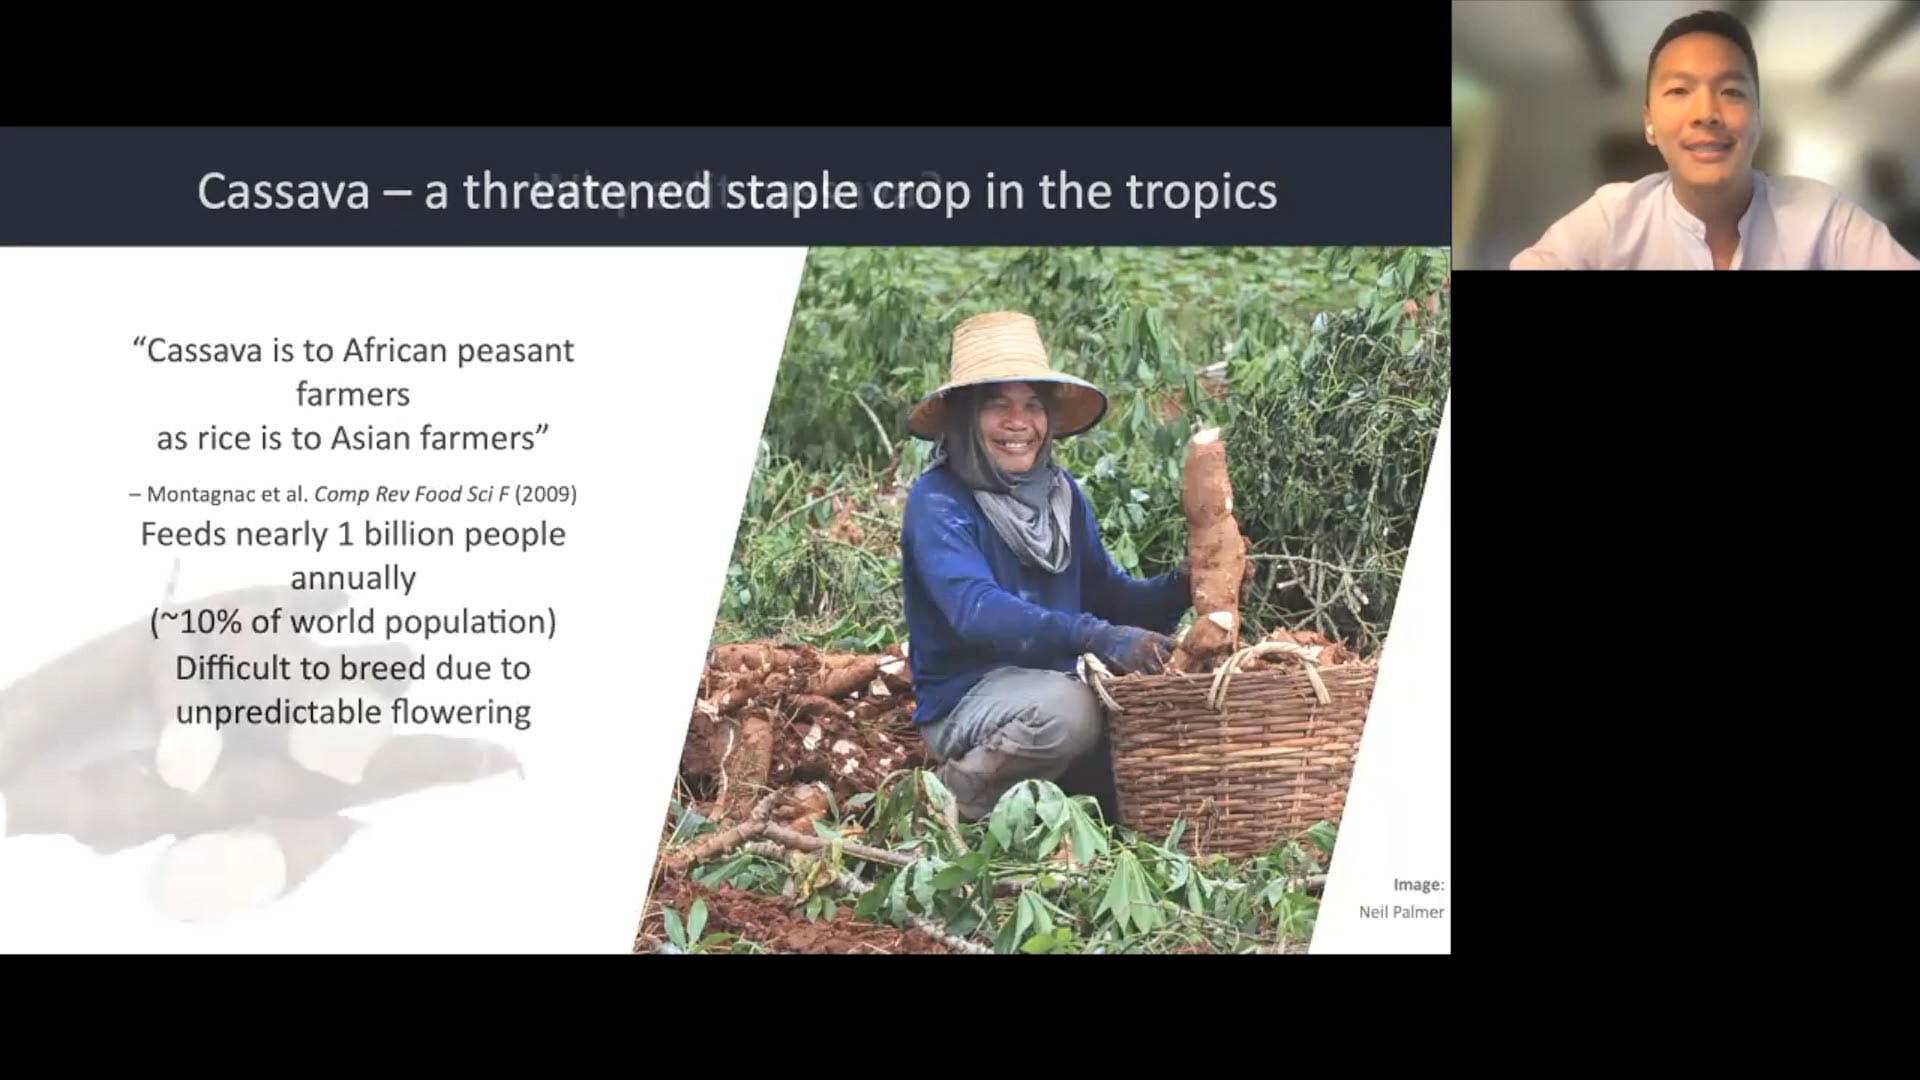 Cassava – a threatened staple crop in the tropics
“Cassava is to African peasant
farmers
as rice is to Asian farmers”
– Montagnac et al. Comp Rev Food Sci F (2009)
Feeds nearly 1 billion people
annually
(~10% of world population)
Difficult to breed due to
unpredictable flowering
Image:
Neil Palmer